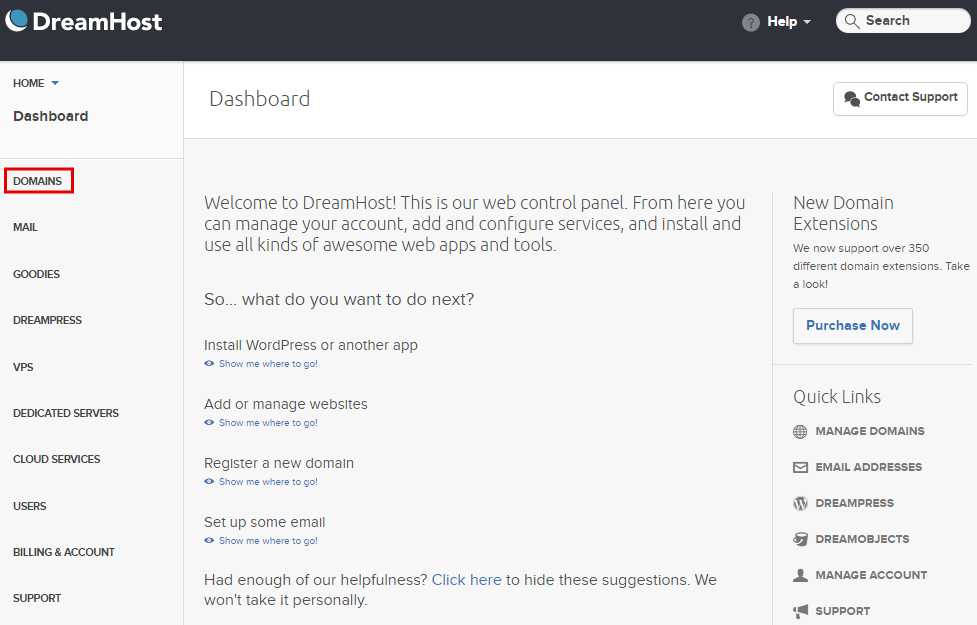 DreamHost
? Help
Search
HOME
Dashboard
DOMAINS
MAIL
GOODIES
DREAMPRESS
VPS
DEDICATED SERVERS
CLOUD SERVICES
USERS
BILLING & ACCOUNT
SUPPORT
Dashboard
Contact Support
Welcome to DreamHost! This is our web control panel. From here you
can manage your account, add and configure services, and install and
use all kinds of awesome web apps and tools.
So... what do you want to do next?
Install WordPress or another app
Show me where to go!
Add or manage websites
Show me where to go!
Register a new domain
Show me where to go!
Set up some email
Show me where to go!
Had enough of our helpfulness? Click here to hide these suggestions. We
won't take it personally.
New Domain
Extensions
We now support over 350
different domain extensions. Take
a look!
Purchase Now
Quick Links
MANAGE DOMAINS
EMAIL ADDRESSES
DREAMPRESS
DREAMOBJECTS
MANAGE ACCOUNT
SUPPORT